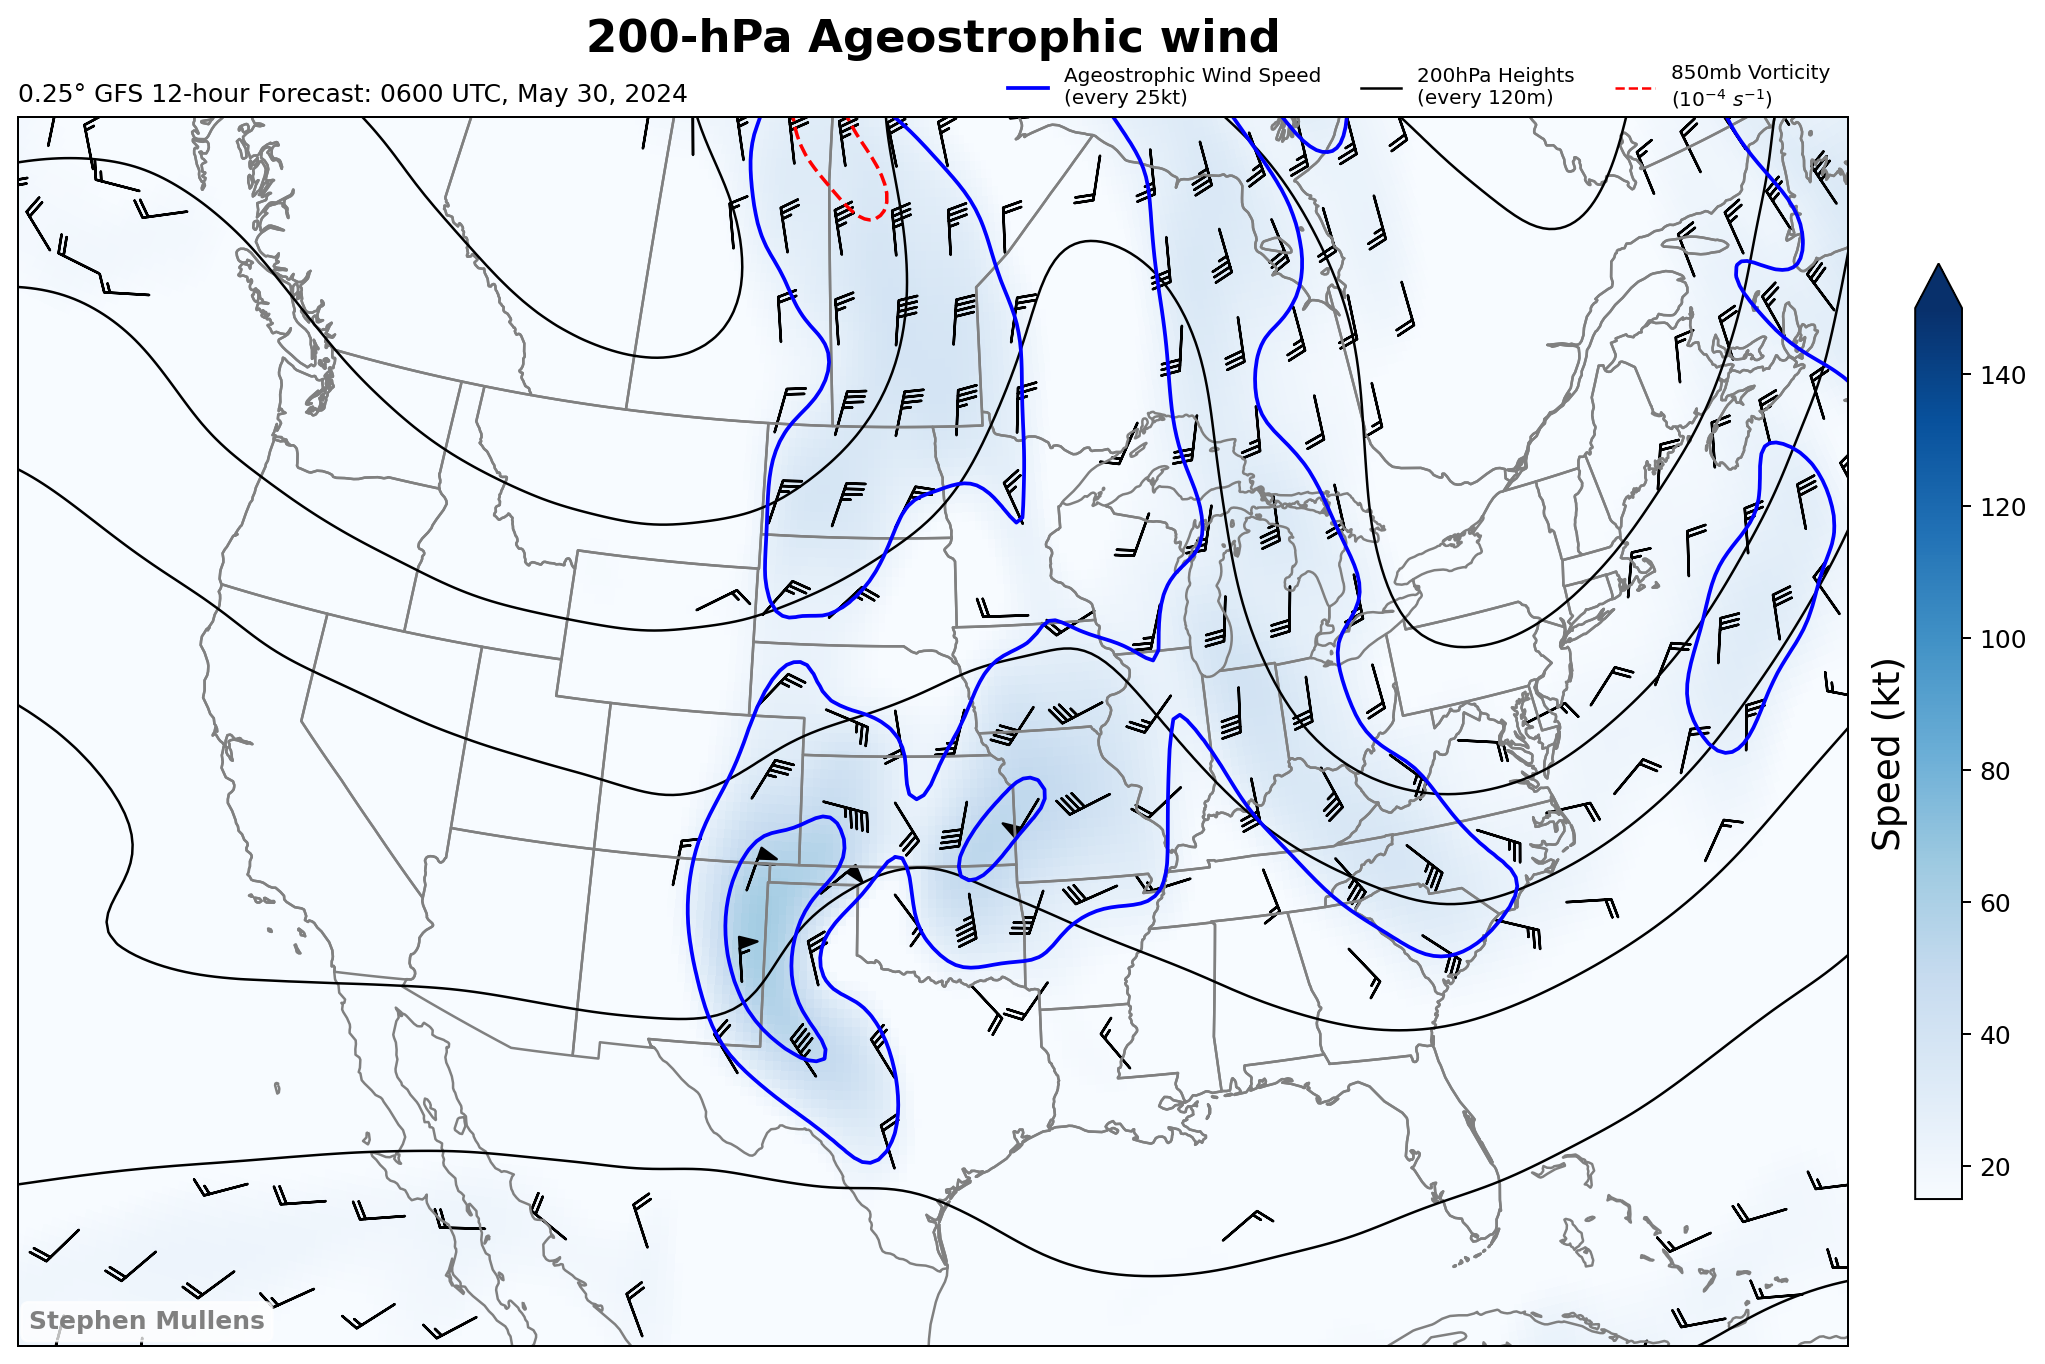 200-hPa Ageostrophic wind
0.25° GFS 12-hour Forecast: 0600 UTC, May 30, 2024
Ageostrophic Wind Speed
(every 25kt)
200hPa Heights
(every 120m)
850mb Vorticity
(10⁻⁴ s⁻¹)
140
120
100
80
60
40
20
Speed (kt)
Stephen Mullens